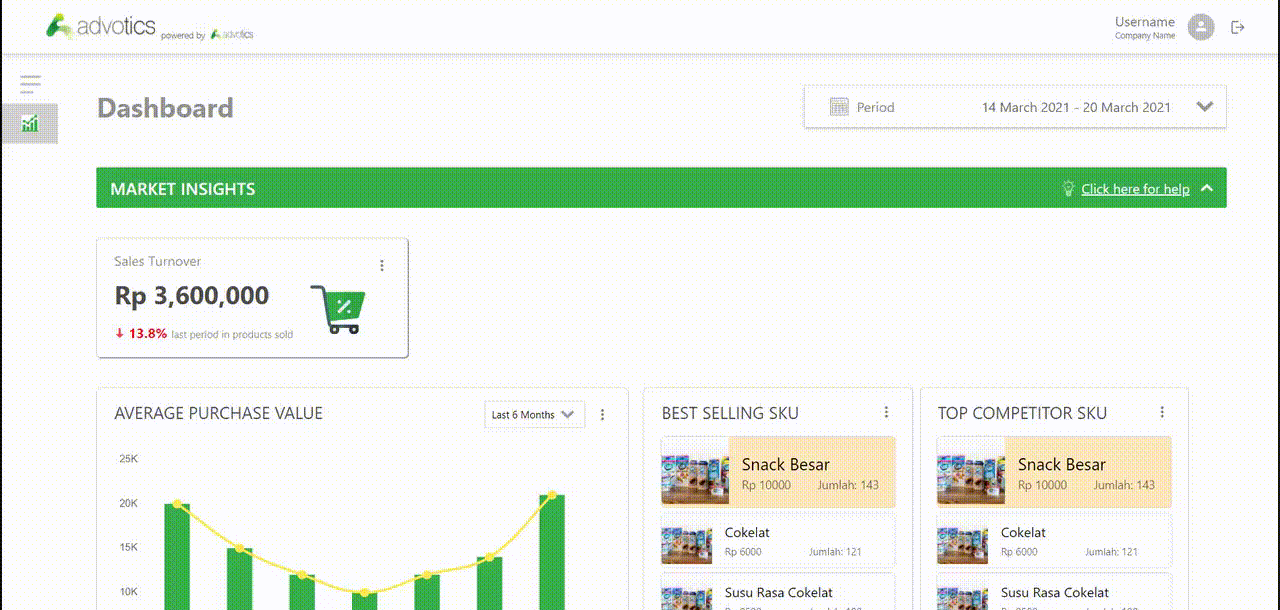 advotics powered by advotics
Username
Company Name
Dashboard
Period 14 March 2021 - 20 March 2021
MARKET INSIGHTS
Click here for help
Sales Turnover
Rp 3,600,000
↓ 13.8% last period in products sold
AVERAGE PURCHASE VALUE
Last 6 Months
25K
20K
15K
10K
BEST SELLING SKU
Snack Besar
Rp 10000 Jumlah: 143
Cokelat
Rp 6000 Jumlah: 121
Susu Rasa Cokelat
TOP COMPETITOR SKU
Snack Besar
Rp 10000 Jumlah: 143
Cokelat
Rp 6000 Jumlah: 121
Susu Rasa Cokelat